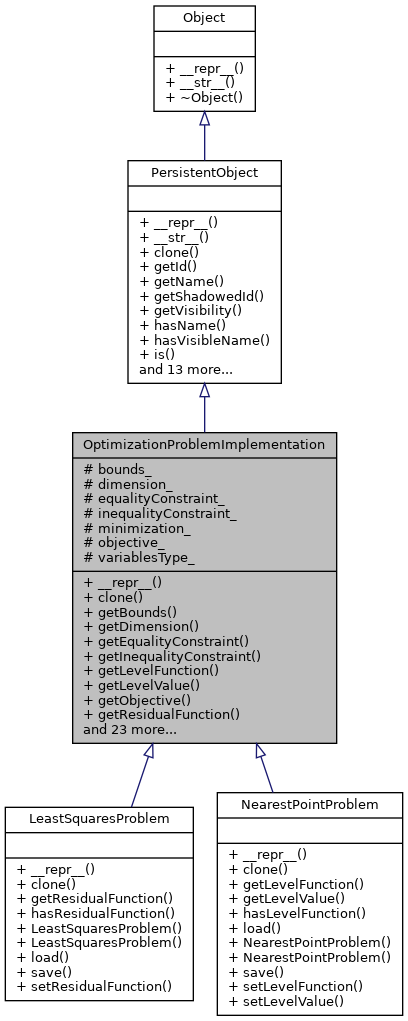 Object
+ __repr__()
+ __str__()
+ ~Object()
PersistentObject
+ __repr__()
+ __str__()
+ clone()
+ getId()
+ getName()
+ getShadowedId()
+ getVisibility()
+ hasName()
+ hasVisibleName()
+ is()
and 13 more...
OptimizationProblemImplementation
# bounds_
# dimension_
# equalityConstraint_
# inequalityConstraint_
# minimization_
# objective_
# variablesType_
+ __repr__()
+ clone()
+ getBounds()
+ getDimension()
+ getEqualityConstraint()
+ getInequalityConstraint()
+ getLevelFunction()
+ getLevelValue()
+ getObjective()
+ getResidualFunction()
and 23 more...
LeastSquaresProblem
+ __repr__()
+ clone()
+ getResidualFunction()
+ hasResidualFunction()
+ LeastSquaresProblem()
+ LeastSquaresProblem()
+ load()
+ save()
+ setResidualFunction()
NearestPointProblem
+ __repr__()
+ clone()
+ getLevelFunction()
+ getLevelValue()
+ hasLevelFunction()
+ load()
+ NearestPointProblem()
+ NearestPointProblem()
+ save()
+ setLevelFunction()
+ setLevelValue()